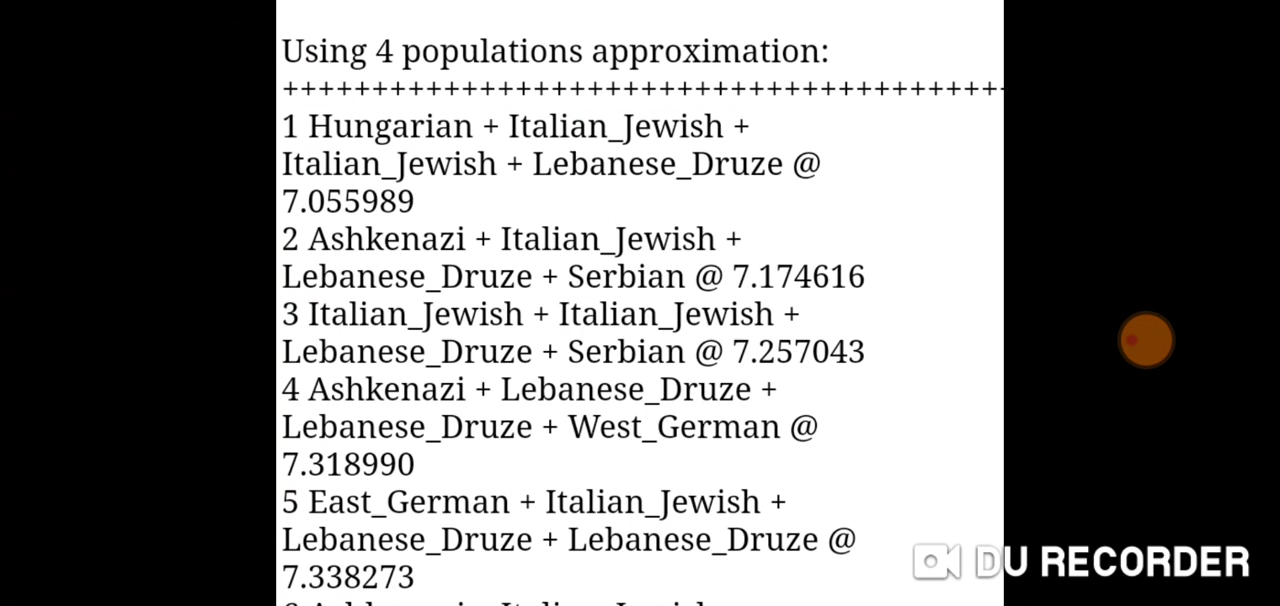 Using 4 populations approximation:
++++++++++++++++++++++++++++++++++++++++
1 Hungarian + Italian_Jewish +
Italian_Jewish + Lebanese_Druze @
7.055989
2 Ashkenazi + Italian_Jewish +
Lebanese_Druze + Serbian @ 7.174616
3 Italian_Jewish + Italian_Jewish +
Lebanese_Druze + Serbian @ 7.257043
4 Ashkenazi + Lebanese_Druze +
Lebanese_Druze + West_German @
7.318990
5 East_German + Italian_Jewish +
Lebanese_Druze + Lebanese_Druze @
7.338273
DU RECORDER